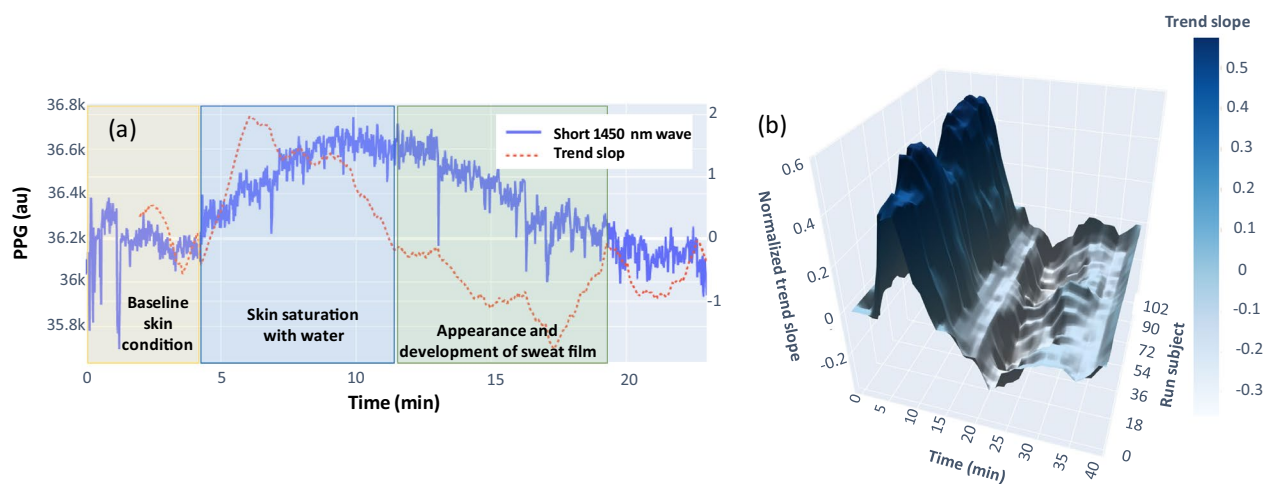 (a)
PPG (au)
36.8k
36.6k
36.4k
36.2k
36k
35.8k
2
1
0
-1
Short 1450 nm wave
Trend slop
Baseline
skin
condition
Skin saturation
with water
Appearance and
development of sweat film
0 5 10 15 20
Time (min)
(b)
Normalized trend slope
0.6
0.4
0.2
0
-0.2
0 5 10 15 20 25 30 35 40
Time (min)
102
90
72
54
36
18
0
Run subject
Trend slope
0.5
0.4
0.3
0.2
0.1
0
-0.1
-0.2
-0.3